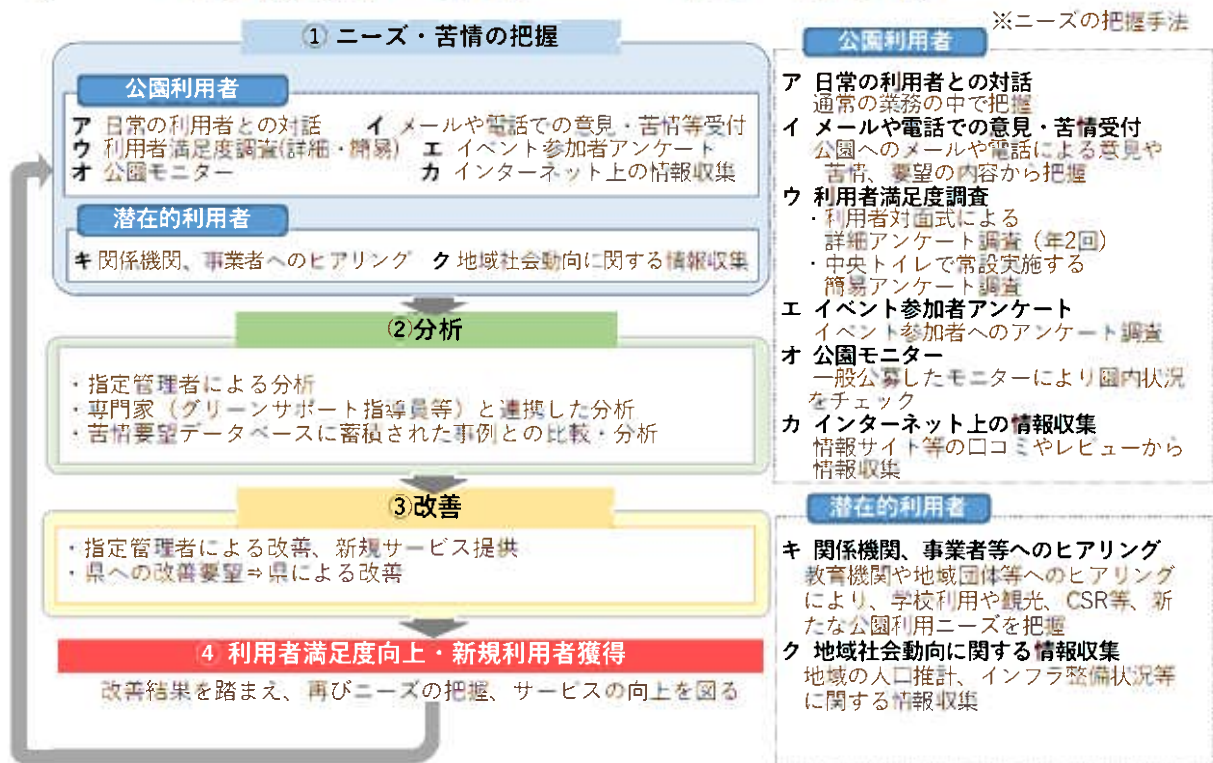 ① ニーズ・苦情の把握
公園利用者
ア 日常の利用者との対話 イ メールや電話での意見・苦情等受付
ウ 利用者満足度調査(詳細・簡易) エ イベント参加者アンケート
オ 公園モニター カ インターネット上の情報収集
潜在的利用者
キ 関係機関、事業者へのヒアリング ク 地域社会動向に関する情報収集
②分析
・指定管理者による分析
・専門家（グリーンサポート指導員等）と連携した分析
・苦情要望データベースに蓄積された事例との比較・分析
③改善
・指定管理者による改善、新規サービス提供
・県への改善要望⇒県による改善
④ 利用者満足度向上・新規利用者獲得
改善結果を踏まえ、再びニーズの把握、サービスの向上を図る
※ニーズの把握手法
公園利用者
ア 日常の利用者との対話
通常の業務の中で把握
イ メールや電話での意見・苦情受付
公園へのメールや電話による意見や
苦情、要望の内容から把握
ウ 利用者満足度調査
・利用者対面式による
詳細アンケート調査（年2回）
・中央トイレで常設実施する
簡易アンケート調査
エ イベント参加者アンケート
イベント参加者へのアンケート調査
オ 公園モニター
一般公募したモニターにより園内状況
をチェック
カ インターネット上の情報収集
情報サイト等の口コミやレビューから
情報収集
潜在的利用者
キ 関係機関、事業者等へのヒアリング
教育機関や地域団体等へのヒアリング
により、学校利用や観光、CSR等、新
たな公園利用ニーズを把握
ク 地域社会動向に関する情報収集
地域の人口推計、インフラ整備状況等
に関する情報収集